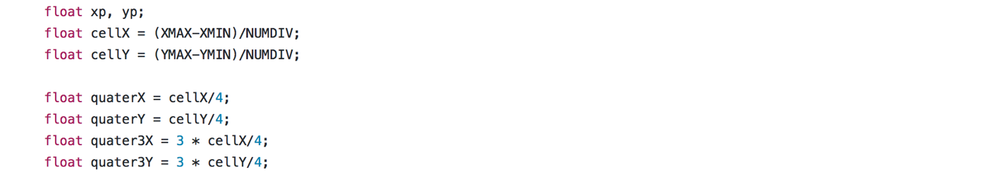 float xp, yp;
float cellX = (XMAX-XMIN)/NUMDIV;
float cellY = (YMAX-YMIN)/NUMDIV;
float quaterX = cellX/4;
float quaterY = cellY/4;
float quater3X = 3 * cellX/4;
float quater3Y = 3 * cellY/4;